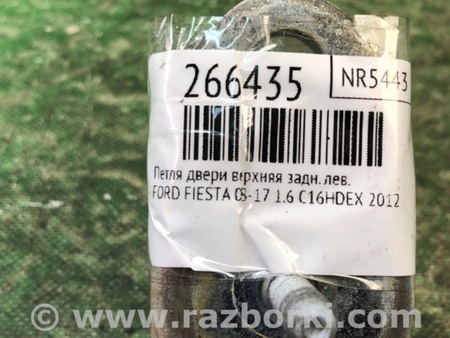 266435
NR5443
Петля двери верхняя задн. лев.
FORD FIESTA 08-17 1.6 C16HDEX 2012
© www.razborki.com